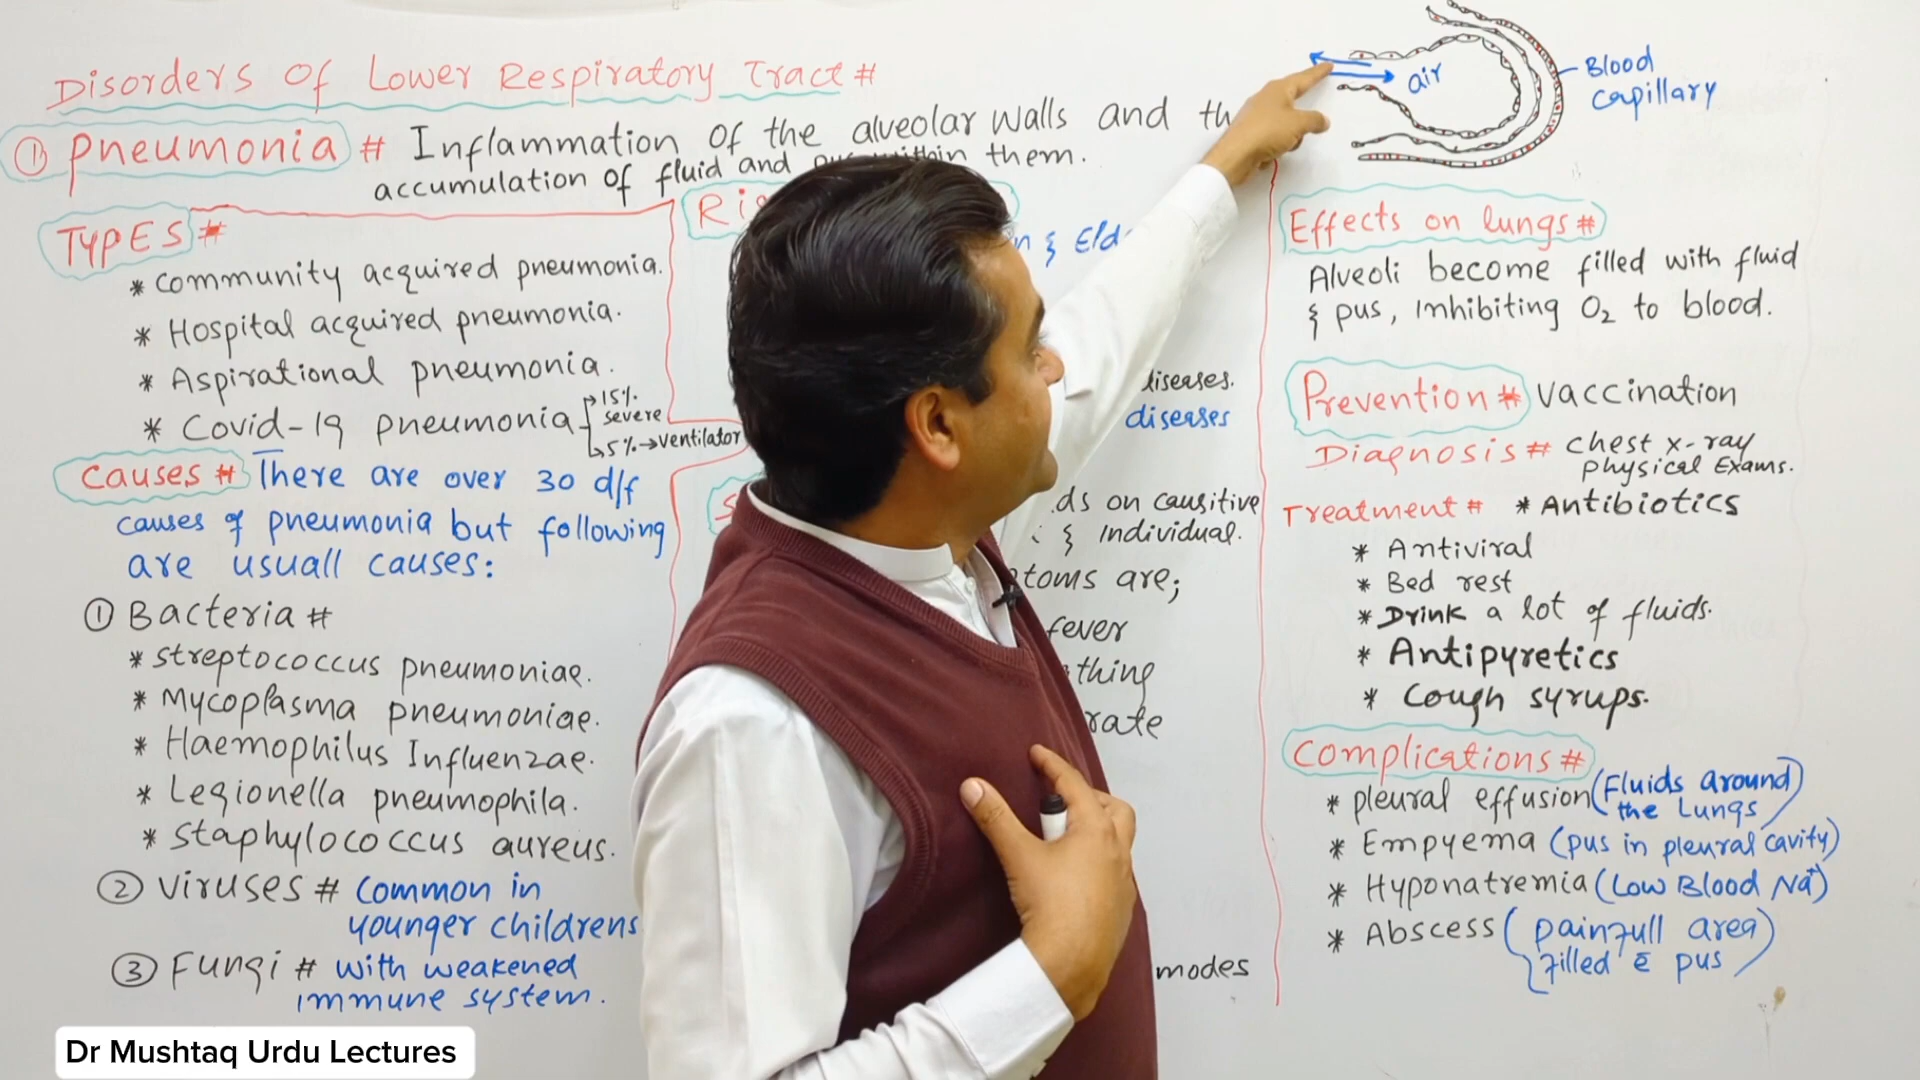 Disorders Of Lower Respiratory Tract #
① Pneumonia # Inflammation of the alveolar walls and
accumulation of fluid and pus within them.
TYPES #
* Community acquired pneumonia.
* Hospital acquired pneumonia.
* Aspirational pneumonia.
* Covid-19 pneumonia
15% severe
5% → ventilator
Causes # There are over 30 d/f
causes of pneumonia but following
are usuall causes:
① Bacteria #
* Streptococcus pneumoniae.
* Mycoplasma pneumoniae.
* Haemophilus Influenzae.
* Legionella pneumophila.
* Staphylococcus aureus.
② Viruses # Common in
younger childrens
③ Fungi # with weakened
immune system.
diseases.
diseases
on causitive
& Individual.
are;
fever
modes
air
Blood
capillary
Effects on lungs #
Alveoli become filled with fluid
& pus, inhibiting O2 to blood.
Prevention # Vaccination
Diagnosis # chest x-ray
physical Exams.
Treatment # * Antibiotics
* Antiviral
* Bed rest
* Drink a lot of fluids.
* Antipyretics
* Cough syrups.
Complications #
* pleural effusion (Fluids around
the Lungs)
* Empyema (pus in pleural cavity)
* Hyponatremia (Low Blood Na+)
* Abscess (painfull area
filled c̄ pus)
Dr Mushtaq Urdu Lectures